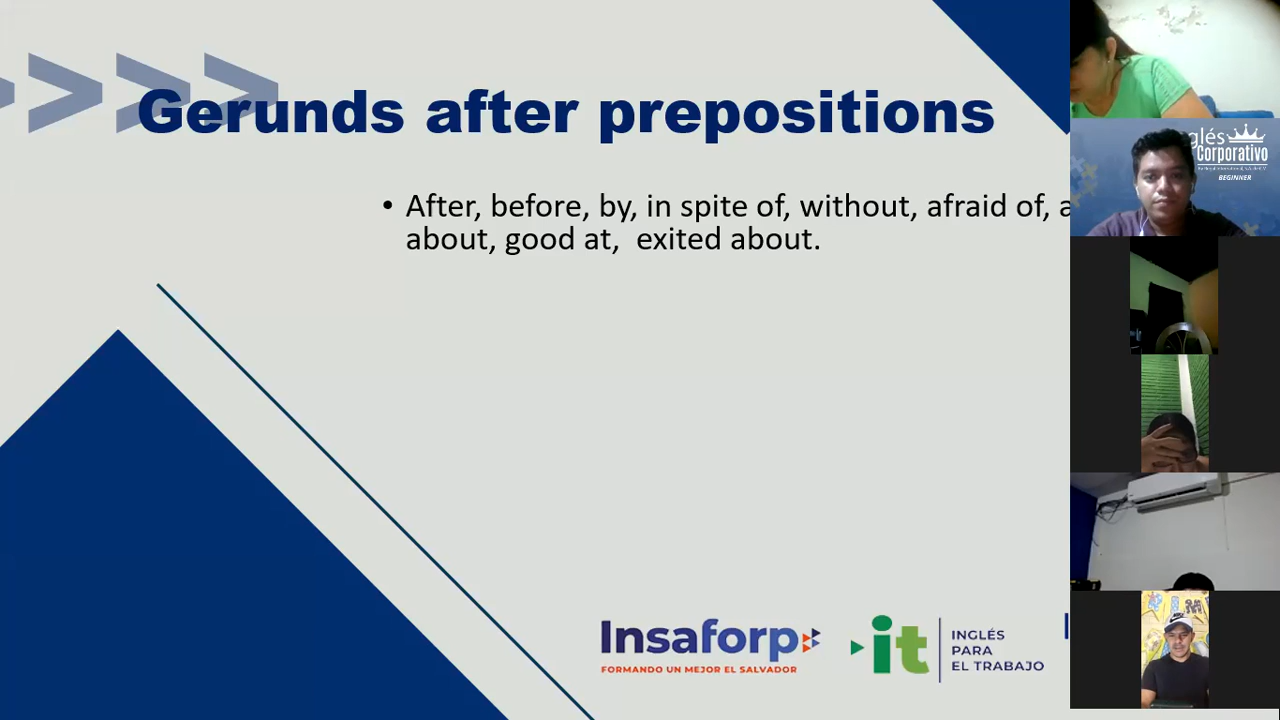 >>>>
Gerunds after prepositions
• After, before, by, in spite of, without, afraid of,
about, good at, exited about.
glés
Corporativo
BEGINNER
Insaforp
FORMANDO UN MEJOR EL SALVADOR
it
INGLÉS
PARA
EL TRABAJO